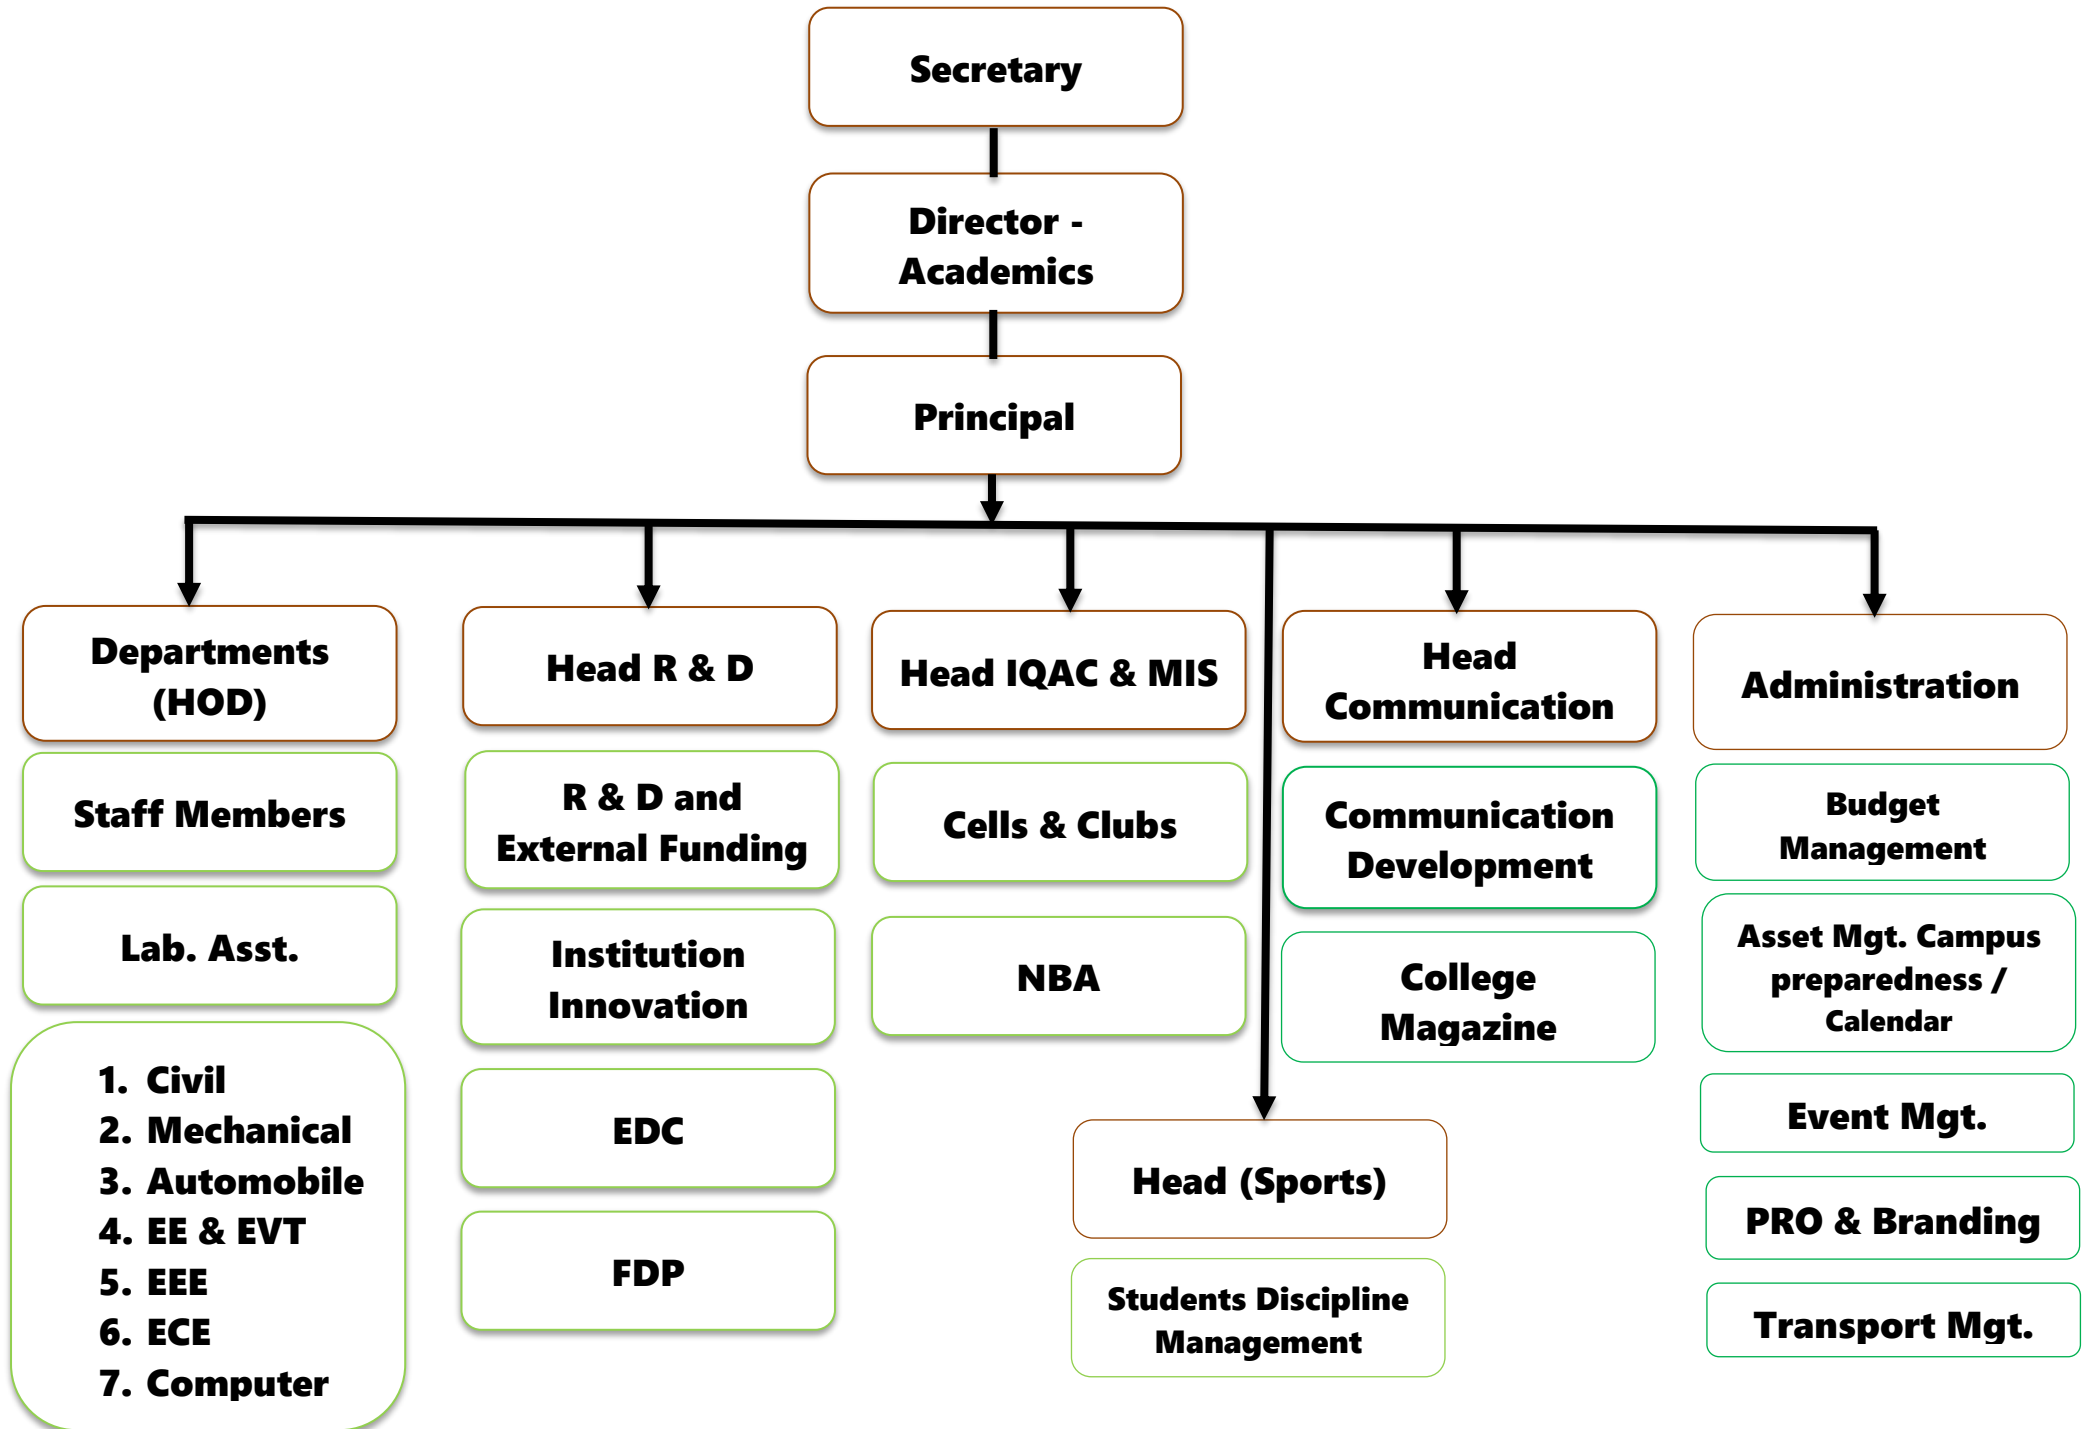 Secretary
Director -
Academics
Principal
Departments
(HOD)
Staff Members
Lab. Asst.
1. Civil
2. Mechanical
3. Automobile
4. EE & EVT
5. EEE
6. ECE
7. Computer
Head R & D
R & D and
External Funding
Institution
Innovation
EDC
FDP
Head IQAC & MIS
Cells & Clubs
NBA
Head (Sports)
Students Discipline
Management
Head
Communication
Communication
Development
College
Magazine
Administration
Budget
Management
Asset Mgt. Campus
preparedness /
Calendar
Event Mgt.
PRO & Branding
Transport Mgt.